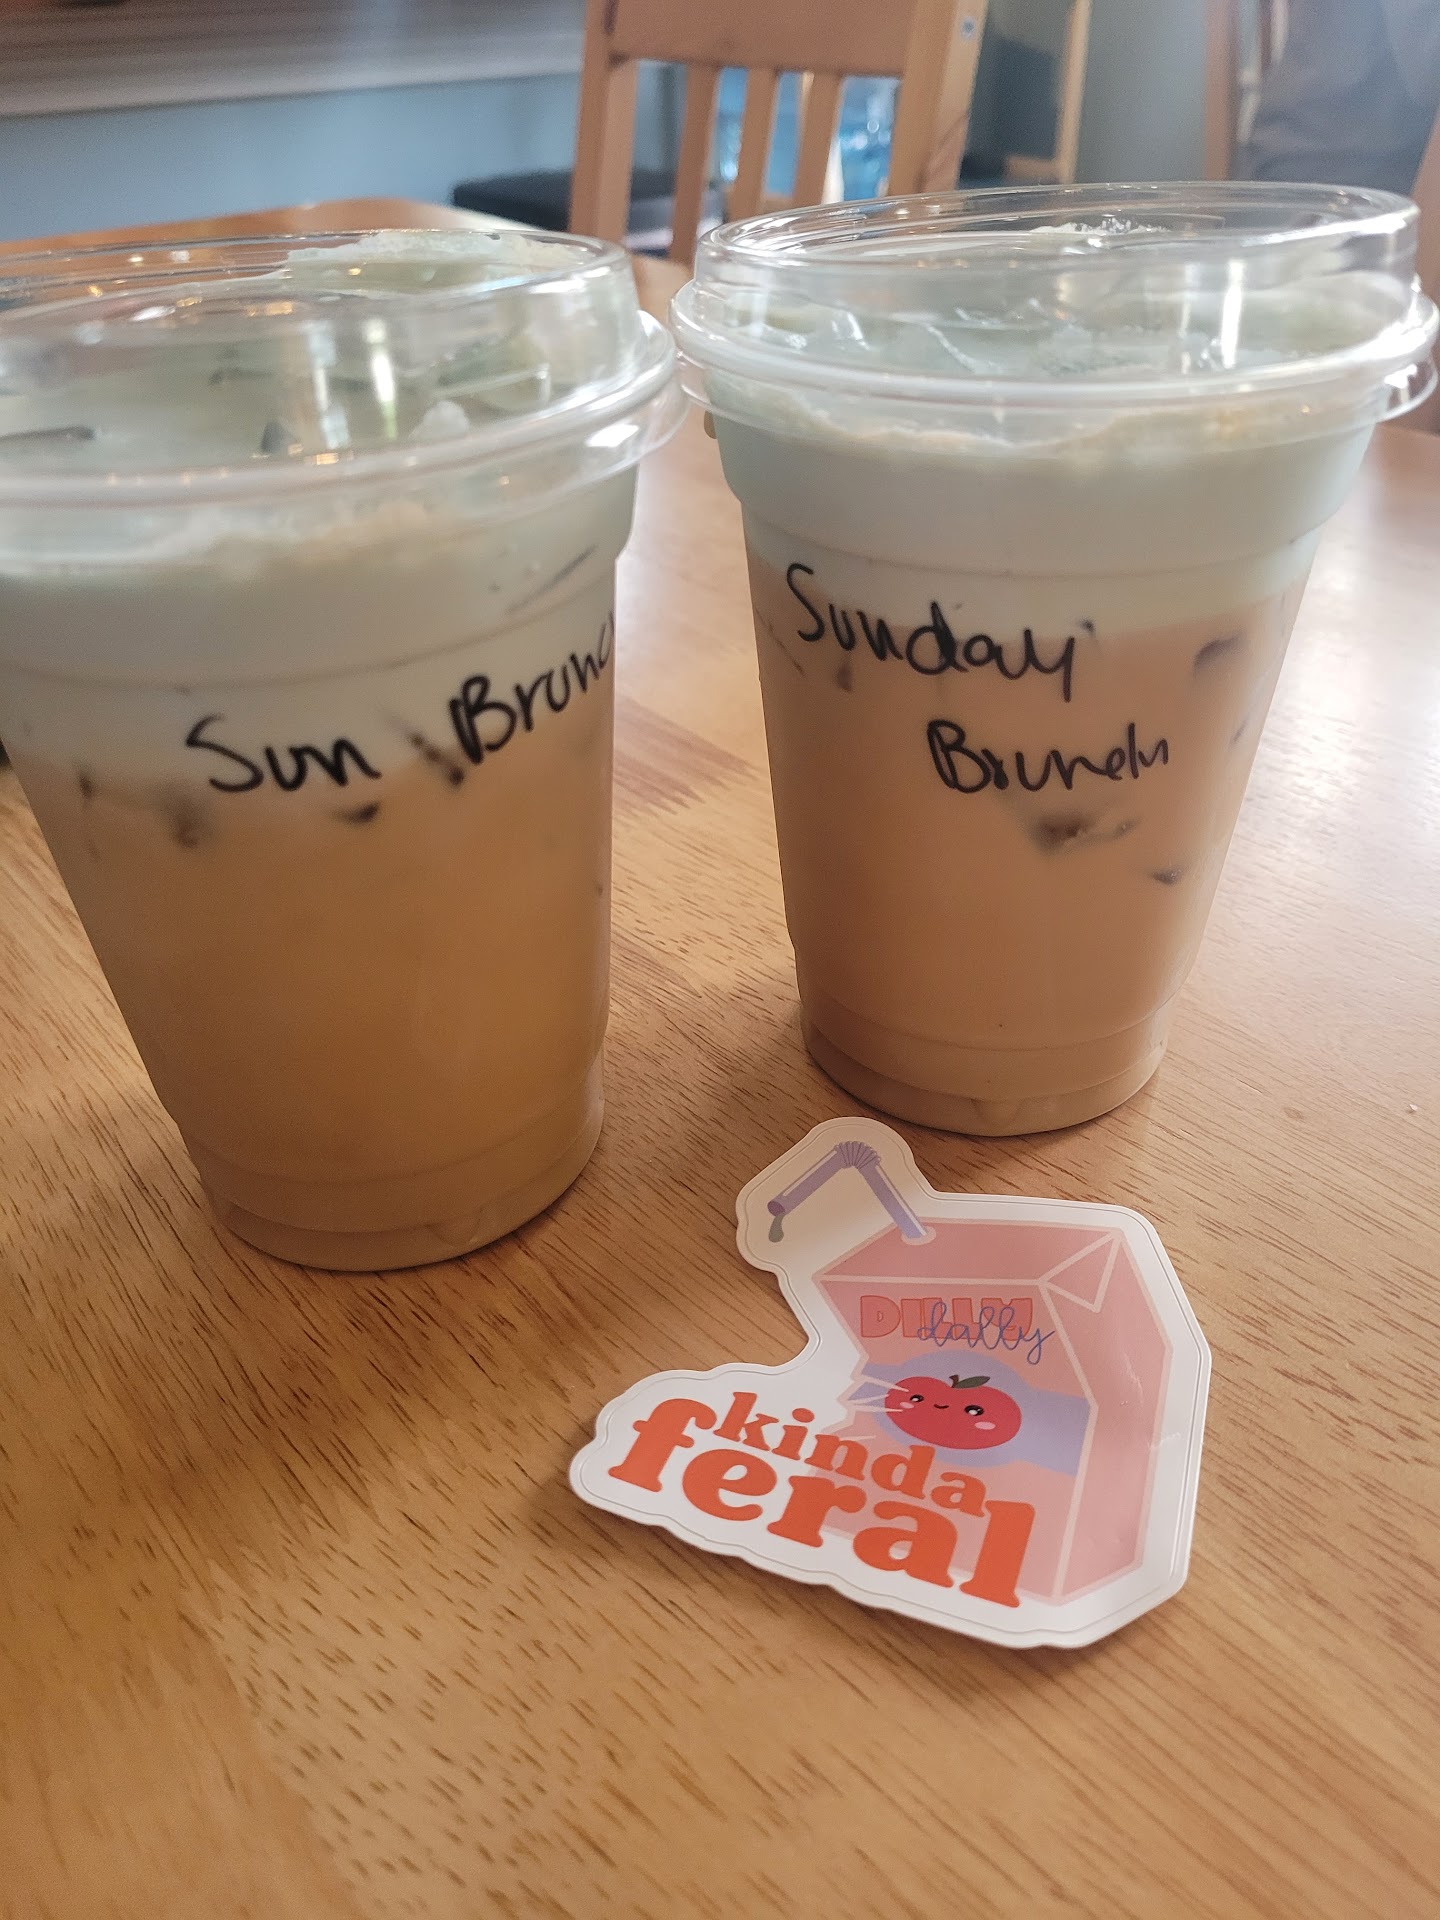 Sun Brunc
Sunday
Brunch
DILLY
dally
kinda
feral